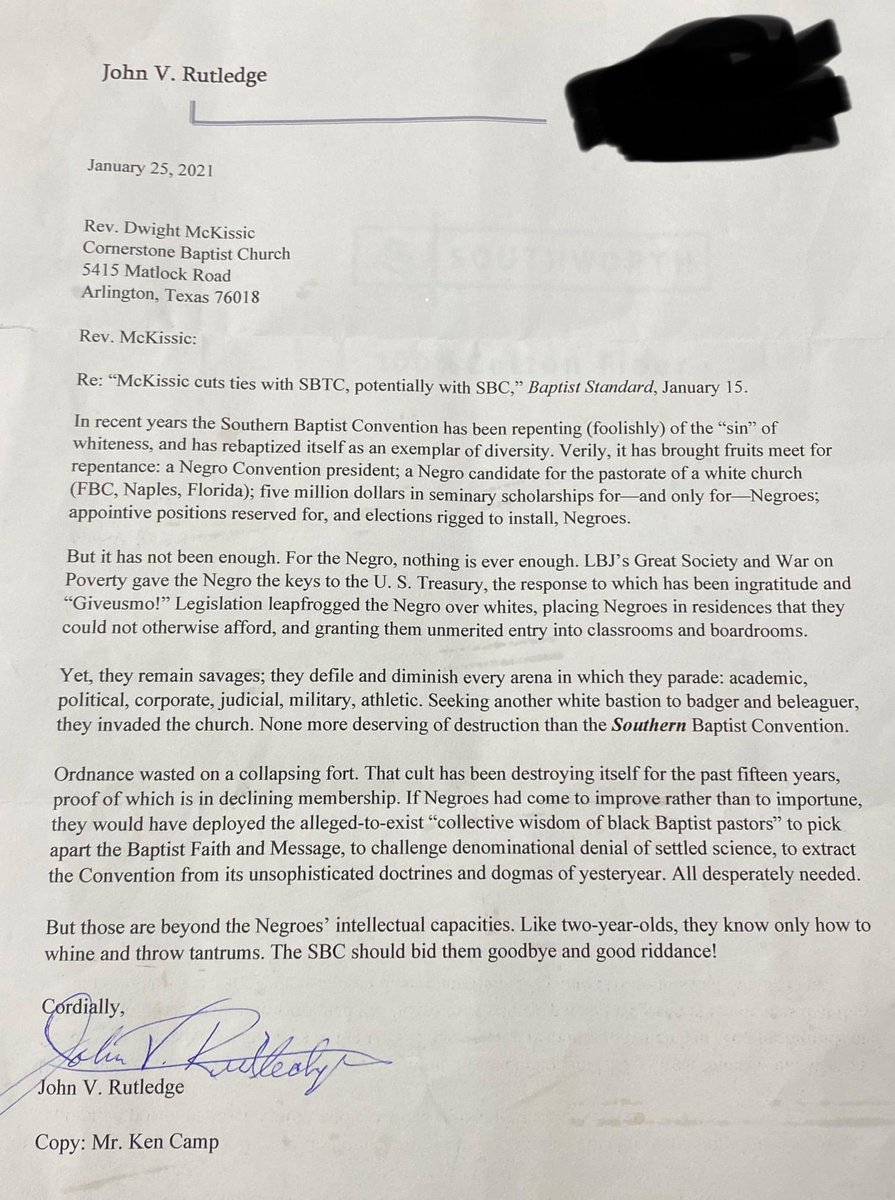 John V. Rutledge
January 25, 2021
Rev. Dwight McKissic
Cornerstone Baptist Church
5415 Matlock Road
Arlington, Texas 76018
Rev. McKissic:
Re: “McKissic cuts ties with SBTC, potentially with SBC,” Baptist Standard, January 15.
In recent years the Southern Baptist Convention has been repenting (foolishly) of the “sin” of
whiteness, and has rebaptized itself as an exemplar of diversity. Verily, it has brought fruits meet for
repentance: a Negro Convention president; a Negro candidate for the pastorate of a white church
(FBC, Naples, Florida); five million dollars in seminary scholarships for—and only for—Negroes;
appointive positions reserved for, and elections rigged to install, Negroes.
But it has not been enough. For the Negro, nothing is ever enough. LBJ’s Great Society and War on
Poverty gave the Negro the keys to the U. S. Treasury, the response to which has been ingratitude and
“Giveusmo!” Legislation leapfrogged the Negro over whites, placing Negroes in residences that they
could not otherwise afford, and granting them unmerited entry into classrooms and boardrooms.
Yet, they remain savages; they defile and diminish every arena in which they parade: academic,
political, corporate, judicial, military, athletic. Seeking another white bastion to badger and beleaguer,
they invaded the church. None more deserving of destruction than the Southern Baptist Convention.
Ordnance wasted on a collapsing fort. That cult has been destroying itself for the past fifteen years,
proof of which is in declining membership. If Negroes had come to improve rather than to importune,
they would have deployed the alleged-to-exist “collective wisdom of black Baptist pastors” to pick
apart the Baptist Faith and Message, to challenge denominational denial of settled science, to extract
the Convention from its unsophisticated doctrines and dogmas of yesteryear. All desperately needed.
But those are beyond the Negroes’ intellectual capacities. Like two-year-olds, they know only how to
whine and throw tantrums. The SBC should bid them goodbye and good riddance!
Cordially,
John V. Rutledge
John V. Rutledge
Copy: Mr. Ken Camp